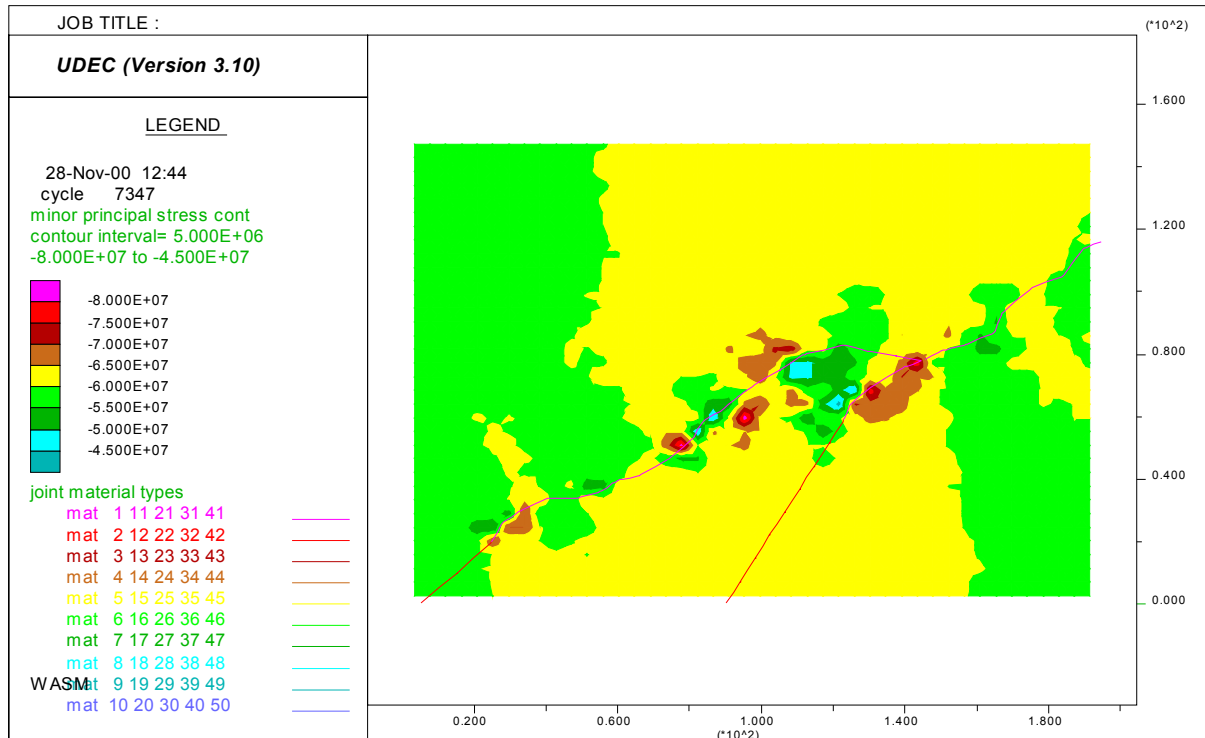 JOB TITLE :
UDEC (Version 3.10)
LEGEND
28-Nov-00 12:44
cycle 7347
minor principal stress cont
contour interval= 5.000E+06
-8.000E+07 to -4.500E+07
-8.000E+07
-7.500E+07
-7.000E+07
-6.500E+07
-6.000E+07
-5.500E+07
-5.000E+07
-4.500E+07
joint material types
mat 1 11 21 31 41
mat 2 12 22 32 42
mat 3 13 23 33 43
mat 4 14 24 34 44
mat 5 15 25 35 45
mat 6 16 26 36 46
mat 7 17 27 37 47
mat 8 18 28 38 48
WASM
mat 9 19 29 39 49
mat 10 20 30 40 50
(*10^2)
1.600
1.200
0.800
0.400
0.000
0.200
0.600
1.000
1.400
1.800
(*10^2)